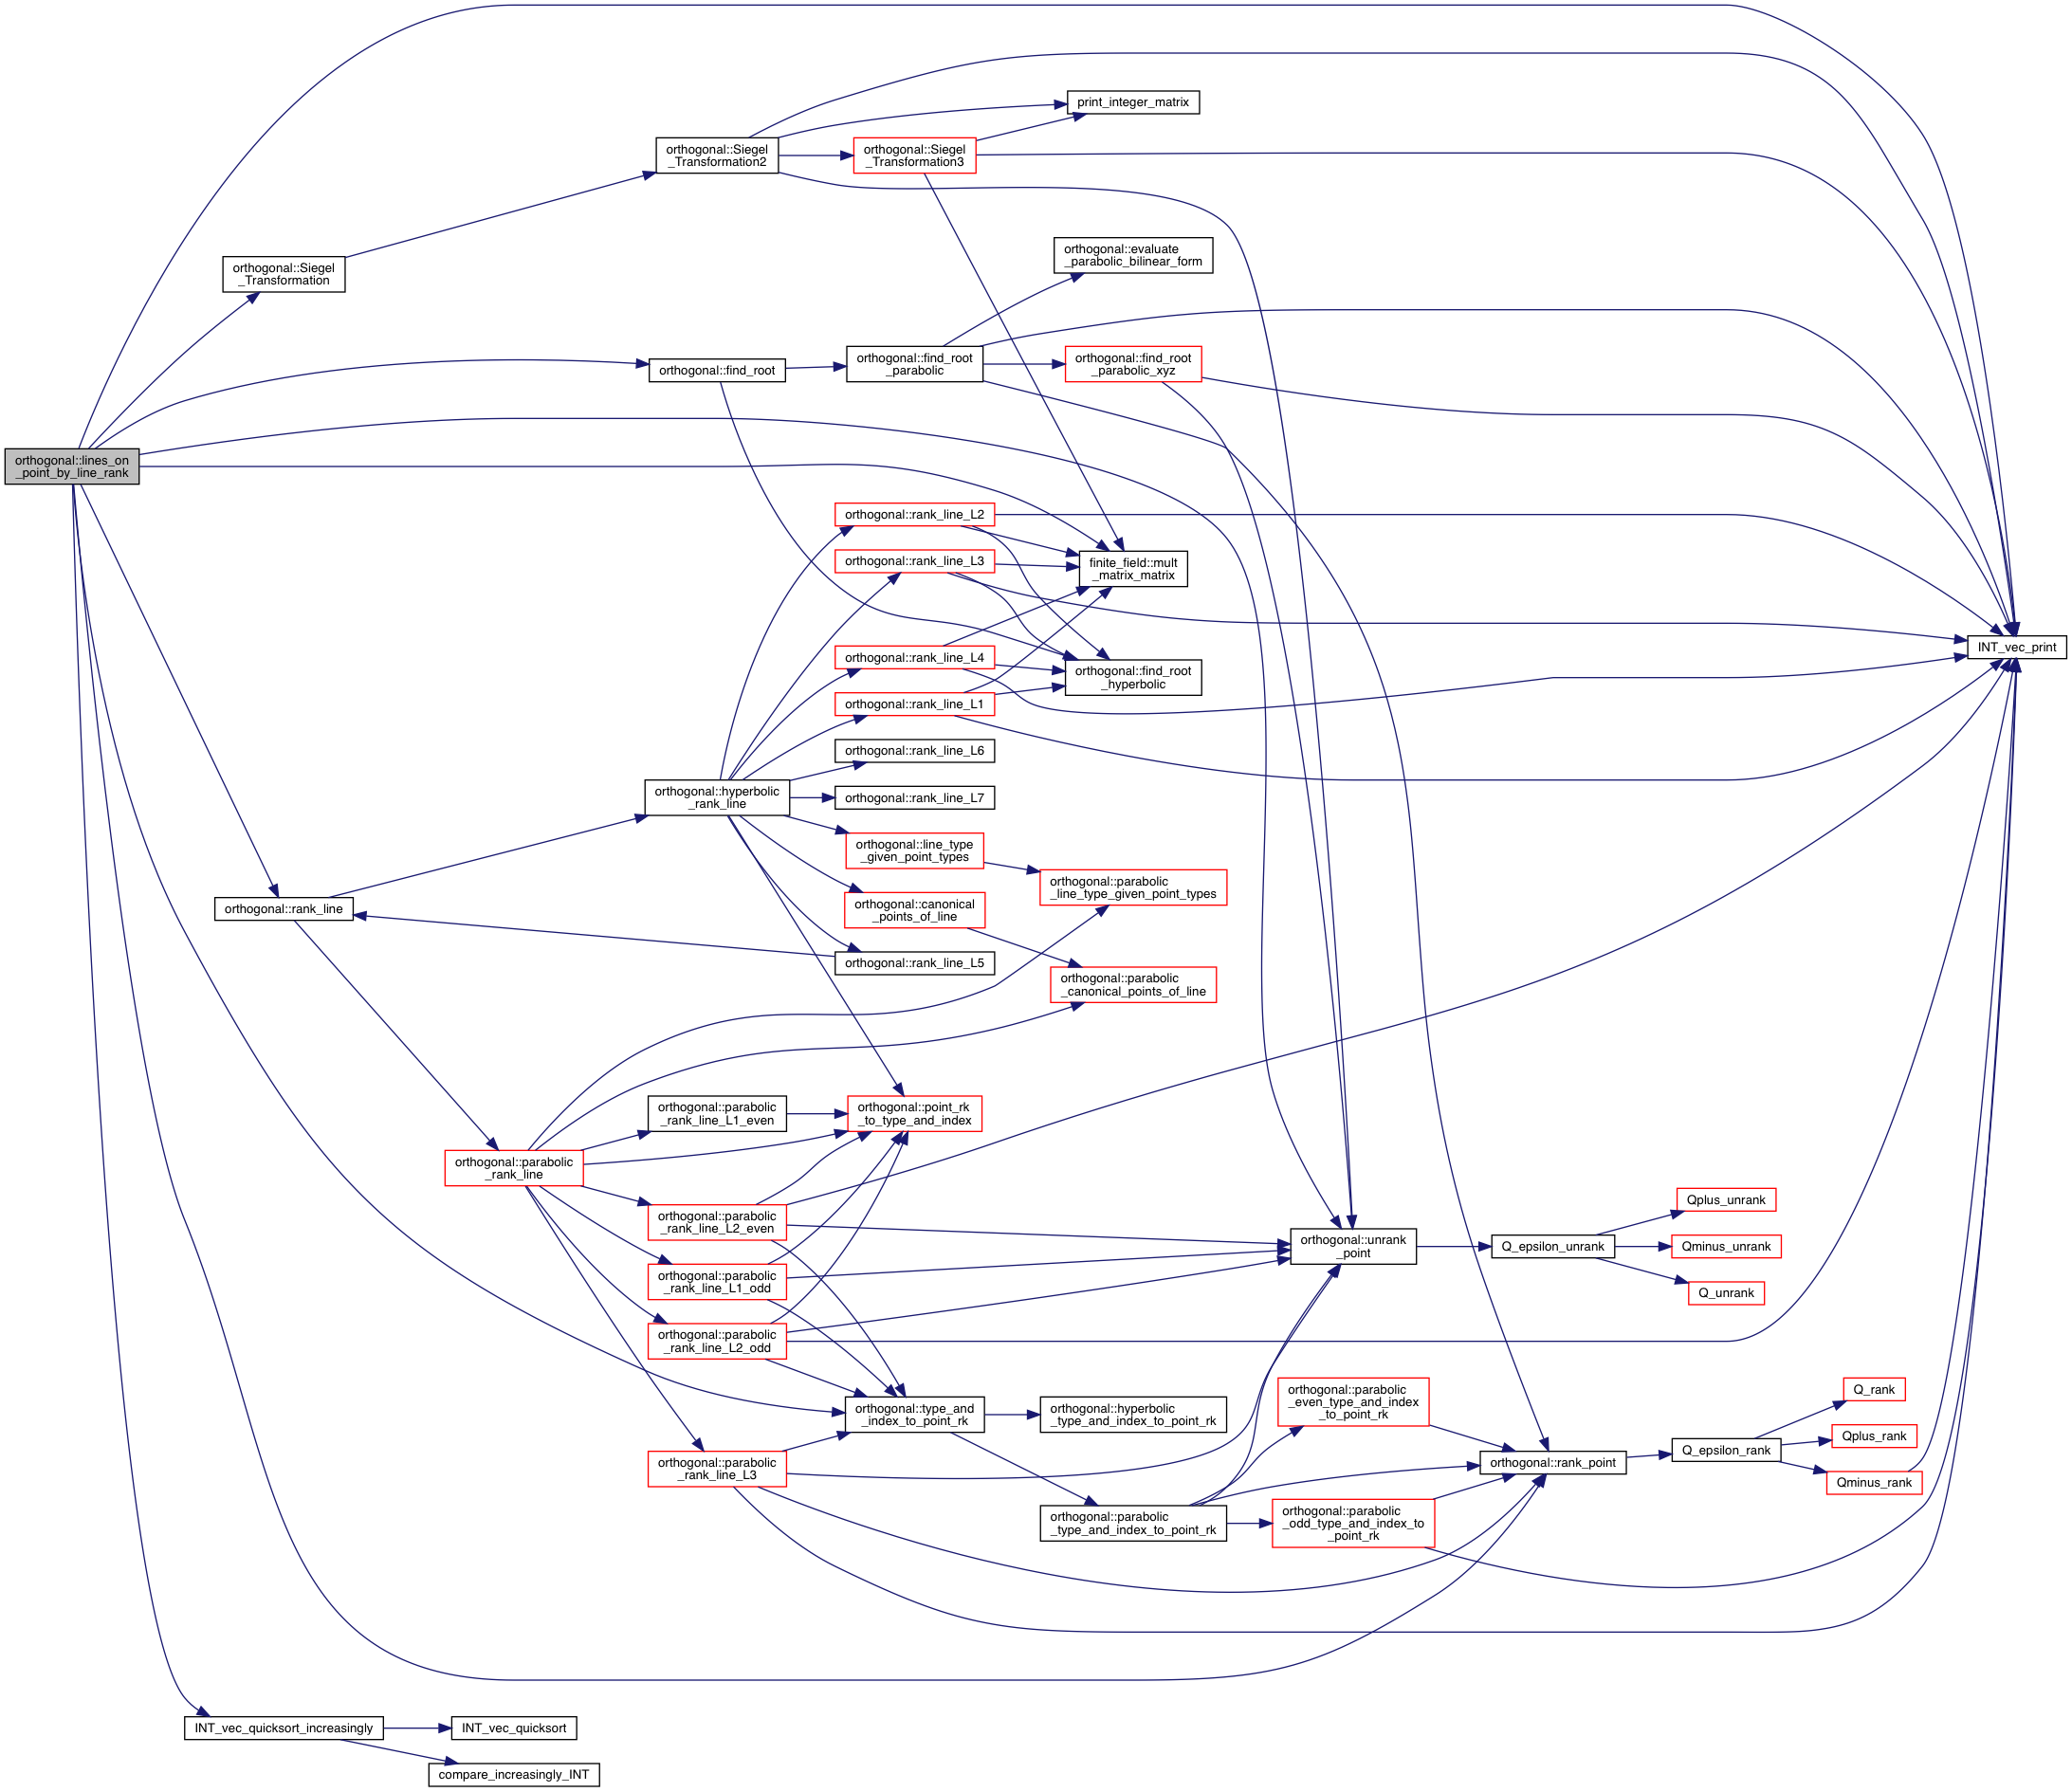 print_integer_matrix
orthogonal::Siegel
_Transformation2
orthogonal::Siegel
_Transformation3
orthogonal::evaluate
_parabolic_bilinear_form
orthogonal::Siegel
_Transformation
orthogonal::find_root
orthogonal::find_root
_parabolic
orthogonal::find_root
_parabolic_xyz
orthogonal::lines_on
_point_by_line_rank
orthogonal::rank_line_L2
orthogonal::rank_line_L3
finite_field::mult
_matrix_matrix
INT_vec_print
orthogonal::rank_line_L4
orthogonal::find_root
_hyperbolic
orthogonal::rank_line_L1
orthogonal::rank_line_L6
orthogonal::hyperbolic
_rank_line
orthogonal::rank_line_L7
orthogonal::line_type
_given_point_types
orthogonal::parabolic
_line_type_given_point_types
orthogonal::rank_line
orthogonal::canonical
_points_of_line
orthogonal::rank_line_L5
orthogonal::parabolic
_canonical_points_of_line
orthogonal::parabolic
_rank_line_L1_even
orthogonal::point_rk
_to_type_and_index
orthogonal::parabolic
_rank_line
orthogonal::parabolic
_rank_line_L2_even
orthogonal::parabolic
_rank_line_L1_odd
orthogonal::parabolic
_rank_line_L2_odd
orthogonal::unrank
_point
Q_epsilon_unrank
Qplus_unrank
Qminus_unrank
Q_unrank
orthogonal::type_and
_index_to_point_rk
orthogonal::hyperbolic
_type_and_index_to_point_rk
orthogonal::parabolic
_even_type_and_index
_to_point_rk
orthogonal::parabolic
_rank_line_L3
orthogonal::rank_point
Q_epsilon_rank
Q_rank
Qplus_rank
Qminus_rank
orthogonal::parabolic
_type_and_index_to_point_rk
orthogonal::parabolic
_odd_type_and_index_to
_point_rk
INT_vec_quicksort_increasingly
INT_vec_quicksort
compare_increasingly_INT